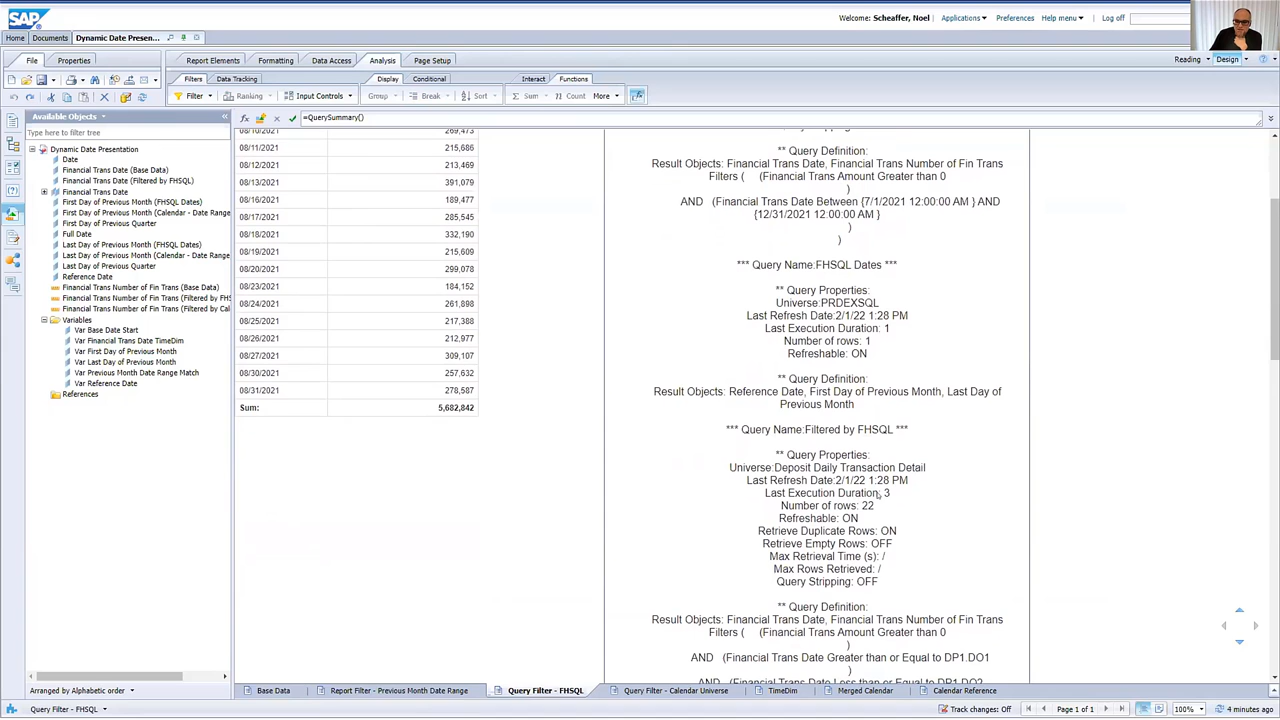 SAP
Welcome: Scheaffer, Noel
Applications
Preferences
Help menu
Log off
Home
Documents
Dynamic Date Presen...
File
Properties
Report Elements
Formatting
Data Access
Analysis
Page Setup
Reading
Design
Filters
Data Tracking
Display
Conditional
Interact
Functions
Filter
Ranking
Input Controls
Group
Break
Sort
Sum
Count
More
Available Objects
=QuerySummary()
Type here to filter tree
Dynamic Date Presentation
Date
Financial Trans Date (Base Data)
Financial Trans Date (Filtered by FHSQL)
Financial Trans Date
First Day of Previous Month (FHSQL Dates)
First Day of Previous Month (Calendar - Date Range
First Day of Previous Quarter
Full Date
Last Day of Previous Month (FHSQL Dates)
Last Day of Previous Month (Calendar - Date Range
Last Day of Previous Quarter
Reference Date
Financial Trans Number of Fin Trans (Base Data)
Financial Trans Number of Fin Trans (Filtered by FHS
Financial Trans Number of Fin Trans (Filtered by Cal
Variables
Var Base Date Start
Var Financial Trans Date TimeDim
Var First Day of Previous Month
Var Last Day of Previous Month
Var Previous Month Date Range Match
Var Reference Date
References
Arranged by Alphabetic order
08/10/2021 269,473
08/11/2021 215,686
08/12/2021 213,469
08/13/2021 391,079
08/16/2021 189,477
08/17/2021 285,545
08/18/2021 332,190
08/19/2021 215,609
08/20/2021 299,078
08/23/2021 184,152
08/24/2021 261,898
08/25/2021 217,388
08/26/2021 212,977
08/27/2021 309,107
08/30/2021 257,632
08/31/2021 278,587
Sum: 5,682,842
** Query Definition:
Result Objects: Financial Trans Date, Financial Trans Number of Fin Trans
Filters ( (Financial Trans Amount Greater than 0
)
AND (Financial Trans Date Between {7/1/2021 12:00:00 AM } AND
{12/31/2021 12:00:00 AM }
)
)
*** Query Name:FHSQL Dates ***
** Query Properties:
Universe:PRDEXSQL
Last Refresh Date:2/1/22 1:28 PM
Last Execution Duration: 1
Number of rows: 1
Refreshable: ON
** Query Definition:
Result Objects: Reference Date, First Day of Previous Month, Last Day of
Previous Month
*** Query Name:Filtered by FHSQL ***
** Query Properties:
Universe:Deposit Daily Transaction Detail
Last Refresh Date:2/1/22 1:28 PM
Last Execution Duration: 3
Number of rows: 22
Refreshable: ON
Retrieve Duplicate Rows: ON
Retrieve Empty Rows: OFF
Max Retrieval Time (s): /
Max Rows Retrieved: /
Query Stripping: OFF
** Query Definition:
Result Objects: Financial Trans Date, Financial Trans Number of Fin Trans
Filters ( (Financial Trans Amount Greater than 0
)
AND (Financial Trans Date Greater than or Equal to DP1.DO1
)
AND (Financial Trans Date Less than or Equal to DP1.DO2
Base Data
Report Filter - Previous Month Date Range
Query Filter - FHSQL
Query Filter - Calendar Universe
TimeDim
Merged Calendar
Calendar Reference
Query Filter - FHSQL
Track changes: Off
Page 1 of 1
100%
4 minutes ago